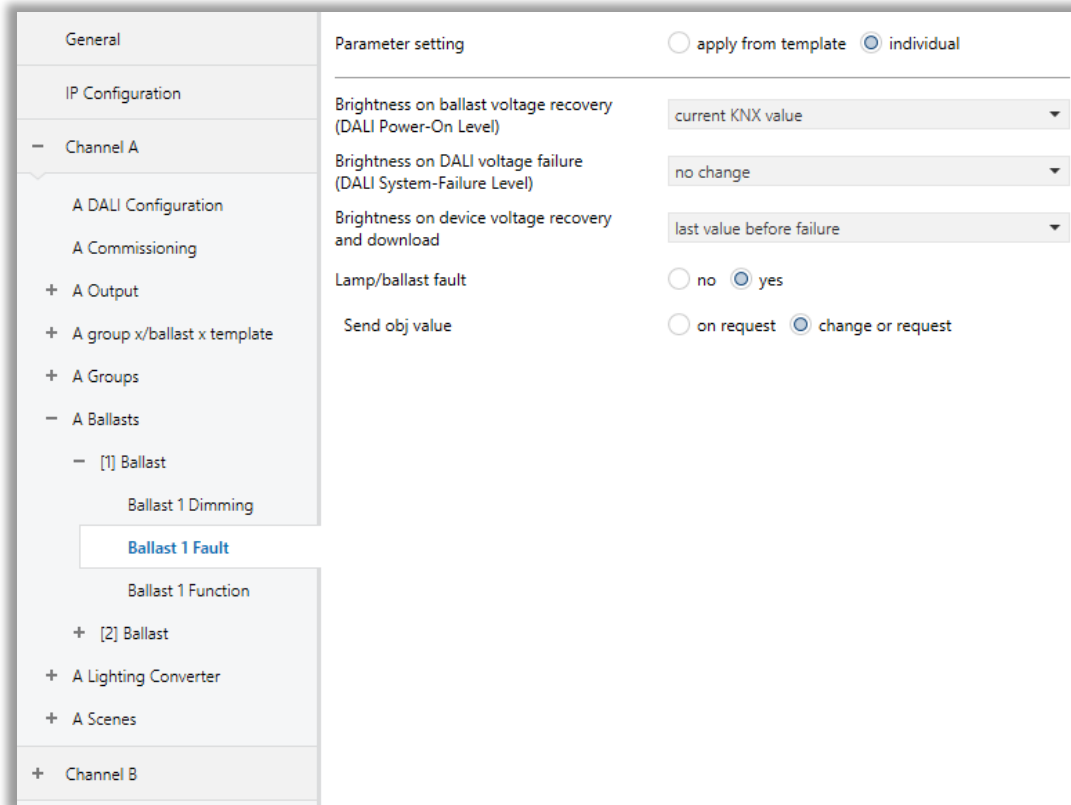 General
IP Configuration
Channel A
A DALI Configuration
A Commissioning
A Output
A group x/ballast x template
A Groups
A Ballasts
[1] Ballast
Ballast 1 Dimming
Ballast 1 Fault
Ballast 1 Function
[2] Ballast
A Lighting Converter
A Scenes
Channel B
Parameter setting apply from template individual
Brightness on ballast voltage recovery
(DALI Power-On Level) current KNX value
Brightness on DALI voltage failure
(DALI System-Failure Level) no change
Brightness on device voltage recovery
and download last value before failure
Lamp/ballast fault no yes
Send obj value on request change or request